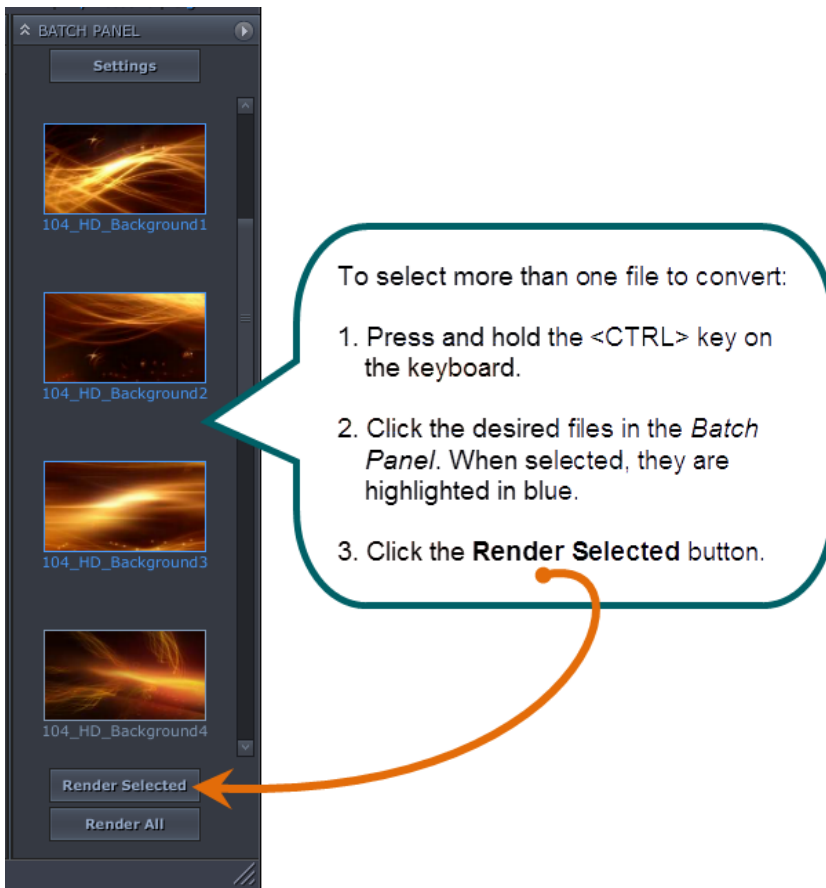 BATCH PANEL
Settings
104_HD_Background1
104_HD_Background2
104_HD_Background3
104_HD_Background4
Render Selected
Render All
To select more than one file to convert:
1. Press and hold the <CTRL> key on
the keyboard.
2. Click the desired files in the Batch
Panel. When selected, they are
highlighted in blue.
3. Click the Render Selected button.